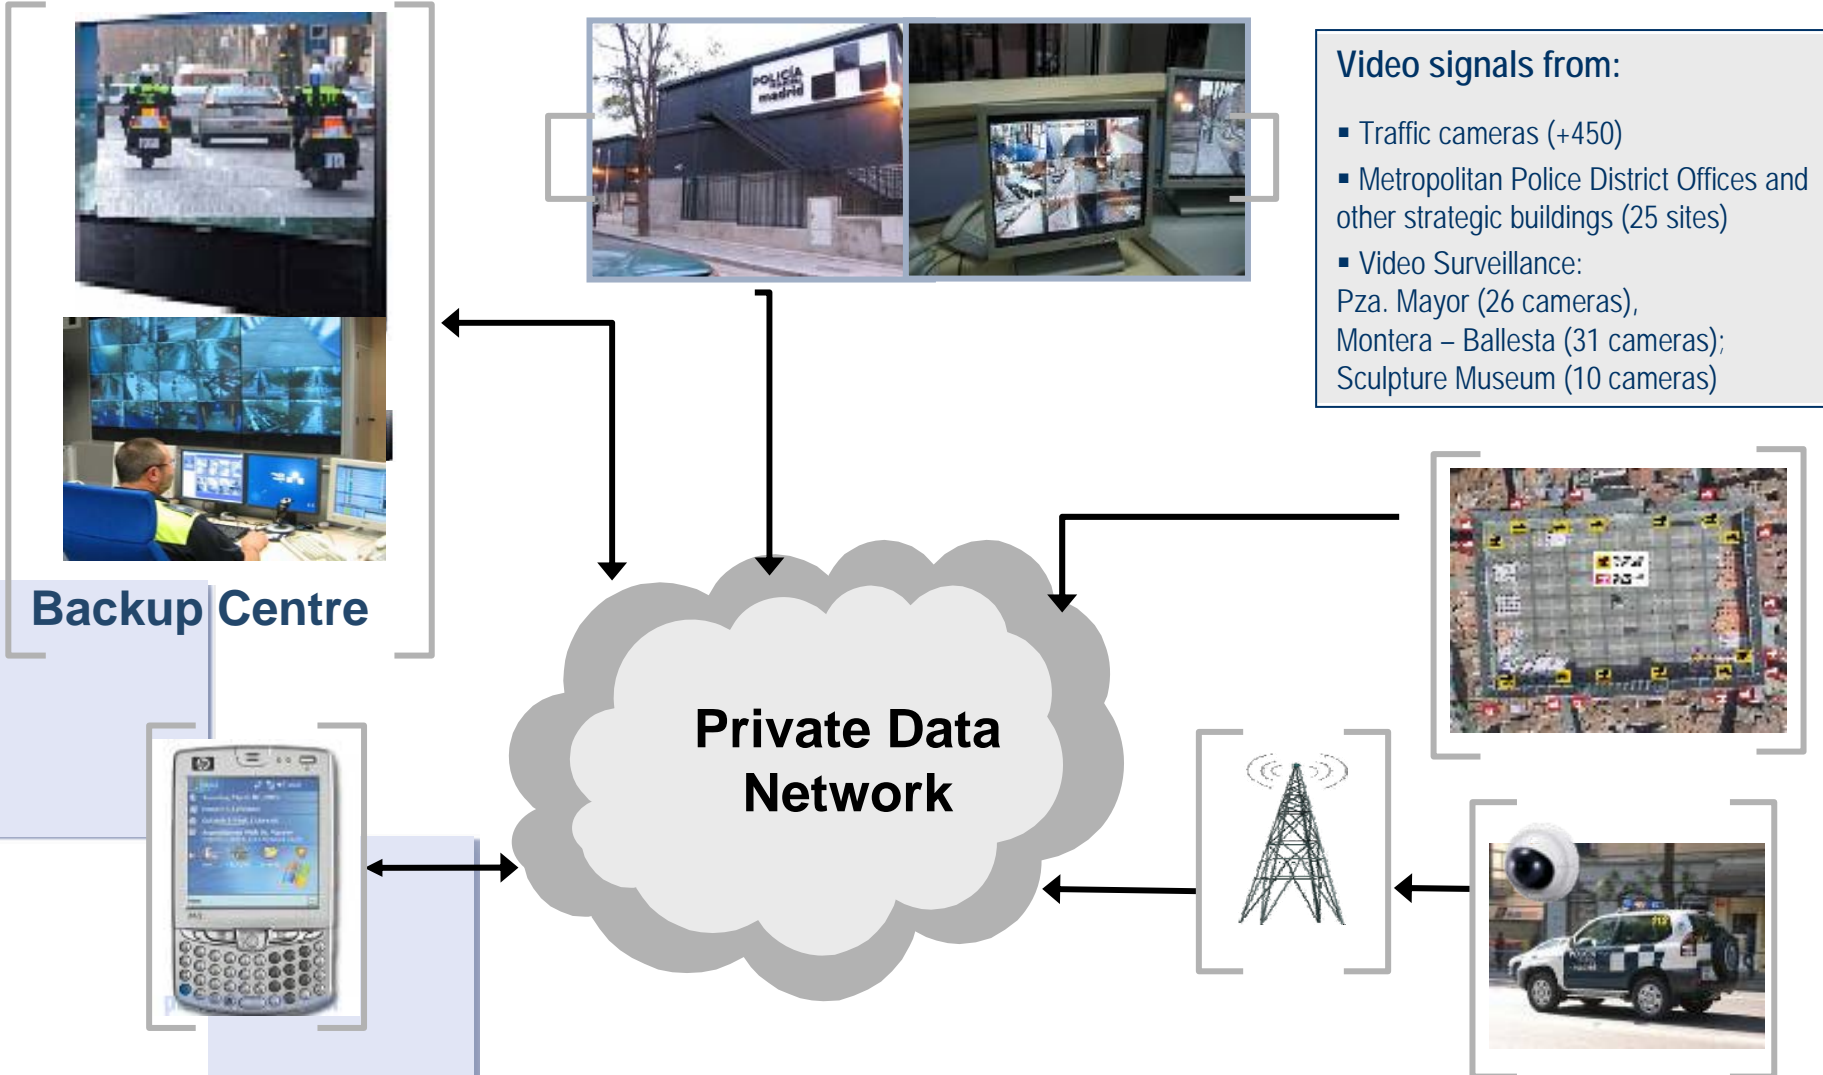 POLICÍA
madrid
Video signals from:
▪ Traffic cameras (+450)
▪ Metropolitan Police District Offices and
other strategic buildings (25 sites)
▪ Video Surveillance:
Pza. Mayor (26 cameras),
Montera – Ballesta (31 cameras);
Sculpture Museum (10 cameras)
Backup Centre
Private Data
Network
hp